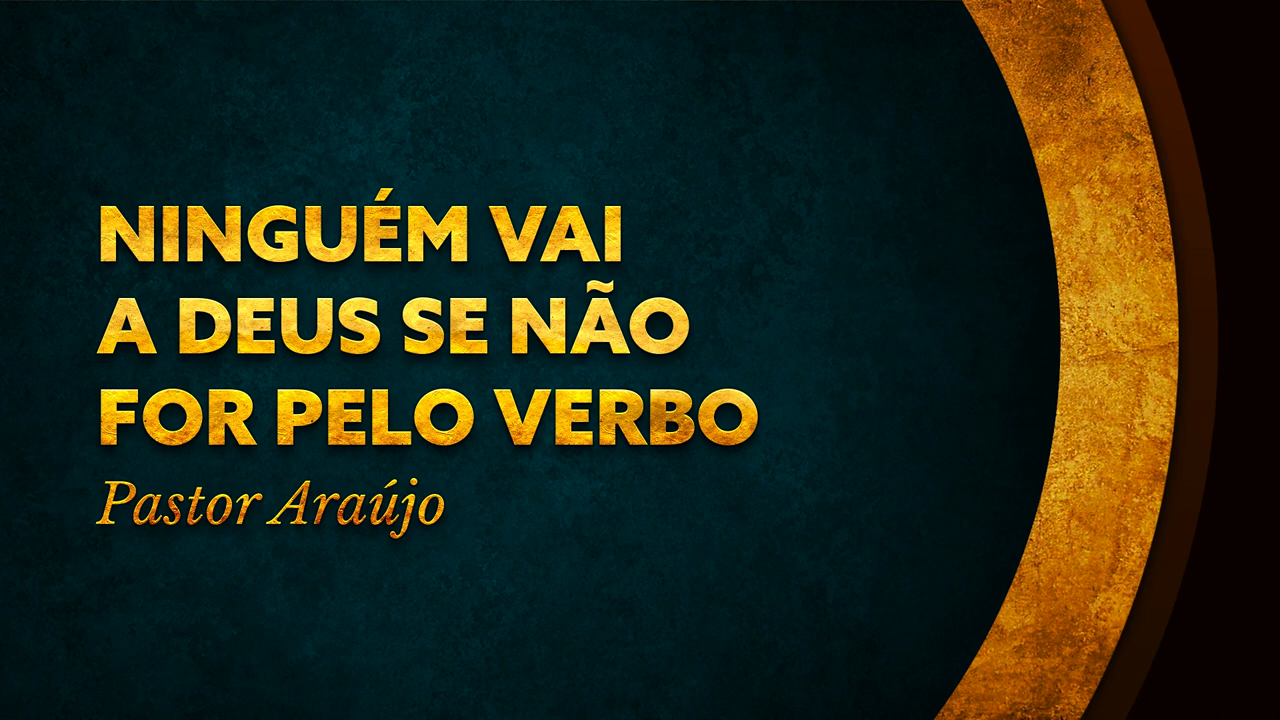 NINGUÉM VAI
A DEUS SE NÃO
FOR PELO VERBO
Pastor Araújo